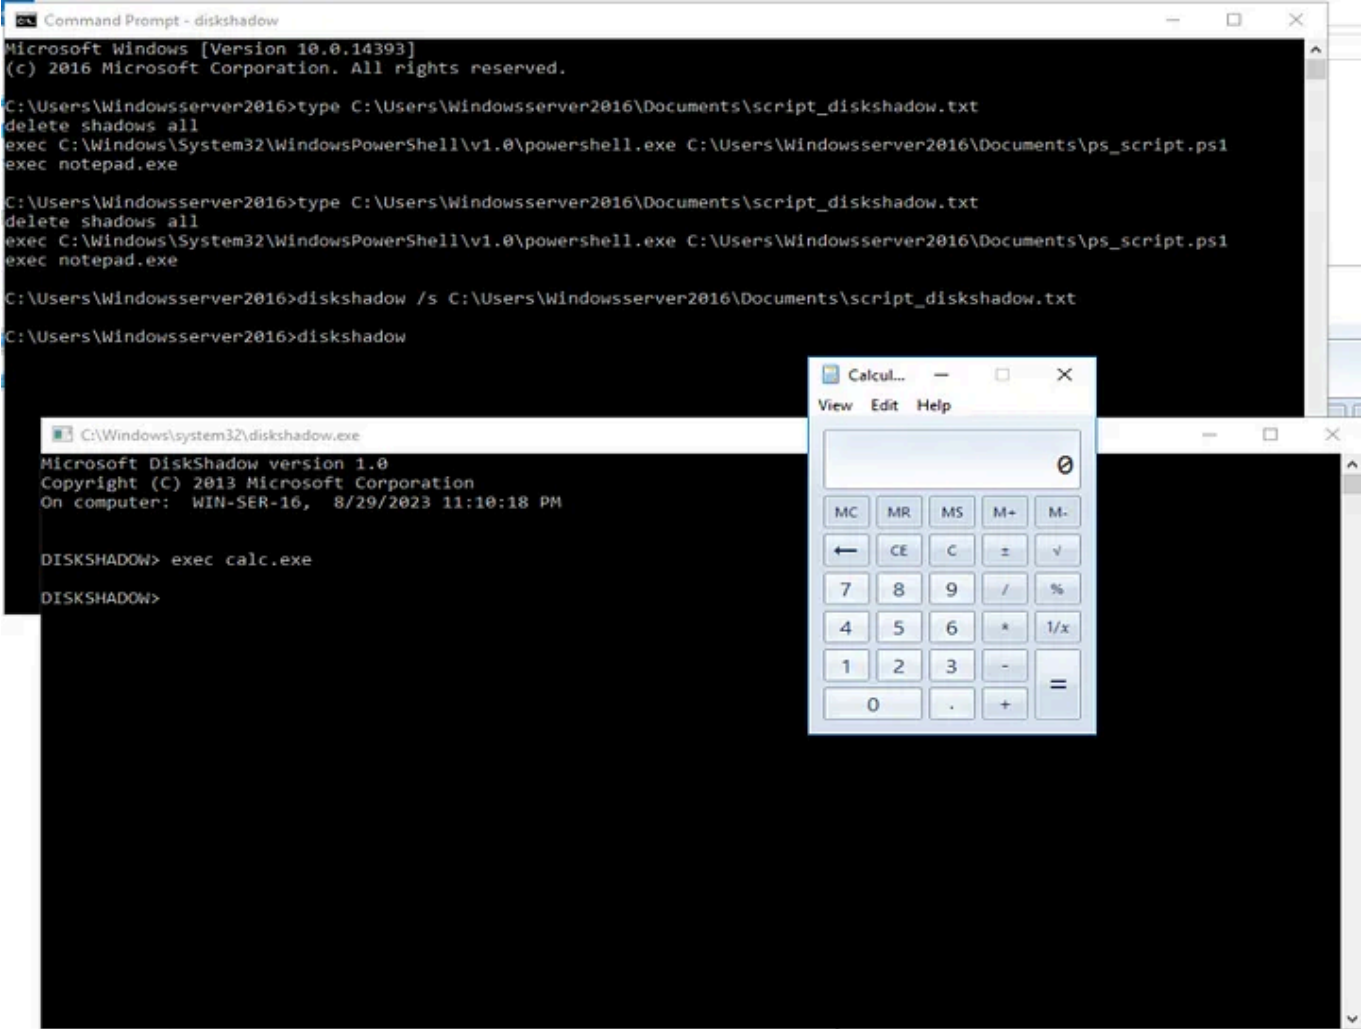 Command Prompt - diskshadow
Microsoft Windows [Version 10.0.14393]
(c) 2016 Microsoft Corporation. All rights reserved.
C:\Users\Windowsserver2016>type C:\Users\Windowsserver2016\Documents\script_diskshadow.txt
delete shadows all
exec C:\Windows\System32\WindowsPowerShell\v1.0\powershell.exe C:\Users\Windowsserver2016\Documents\ps_script.ps1
exec notepad.exe
C:\Users\Windowsserver2016>type C:\Users\Windowsserver2016\Documents\script_diskshadow.txt
delete shadows all
exec C:\Windows\System32\WindowsPowerShell\v1.0\powershell.exe C:\Users\Windowsserver2016\Documents\ps_script.ps1
exec notepad.exe
C:\Users\Windowsserver2016>diskshadow /s C:\Users\Windowsserver2016\Documents\script_diskshadow.txt
C:\Users\Windowsserver2016>diskshadow
C:\Windows\system32\diskshadow.exe
Microsoft DiskShadow version 1.0
Copyright (C) 2013 Microsoft Corporation
On computer:  WIN-SER-16,  8/29/2023 11:10:18 PM
DISKSHADOW> exec calc.exe
DISKSHADOW>
Calcul...
View Edit Help
0
MC MR MS M+ M-
← CE C ± √
7 8 9 / %
4 5 6 * 1/x
1 2 3 - =
0 . +